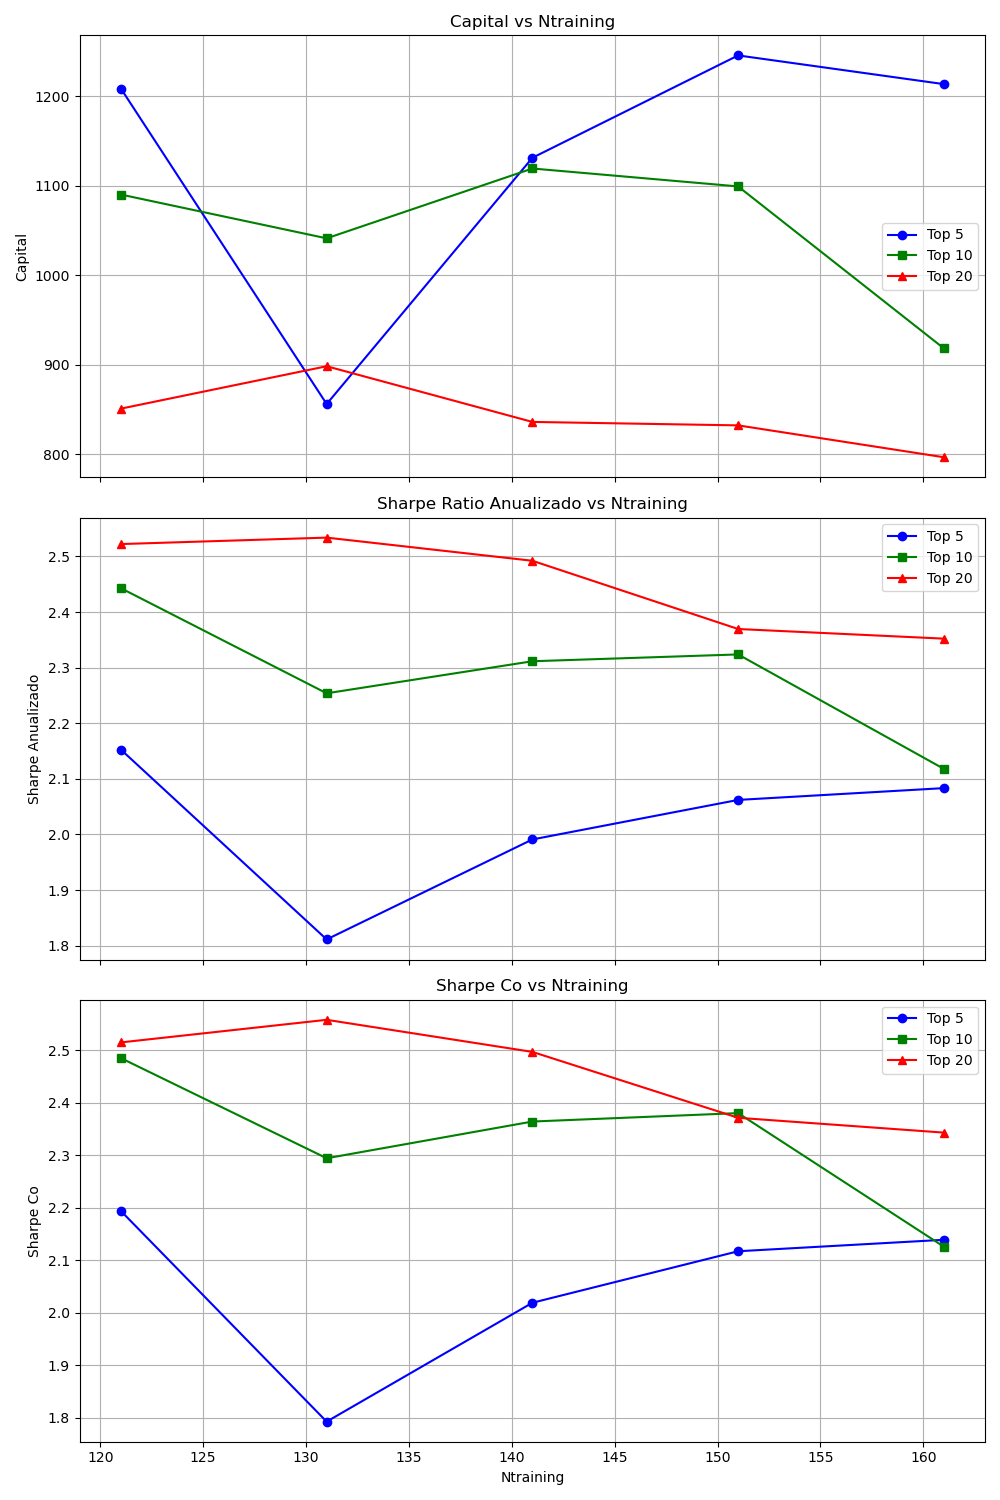 Capital vs Ntraining
1200
1100
1000
900
800
Capital
Top 5
Top 10
Top 20
Sharpe Ratio Anualizado vs Ntraining
2.5
2.4
2.3
2.2
2.1
2.0
1.9
1.8
Sharpe Anualizado
Top 5
Top 10
Top 20
Sharpe Co vs Ntraining
2.5
2.4
2.3
2.2
2.1
2.0
1.9
1.8
Sharpe Co
Top 5
Top 10
Top 20
120 125 130 135 140 145 150 155 160
Ntraining